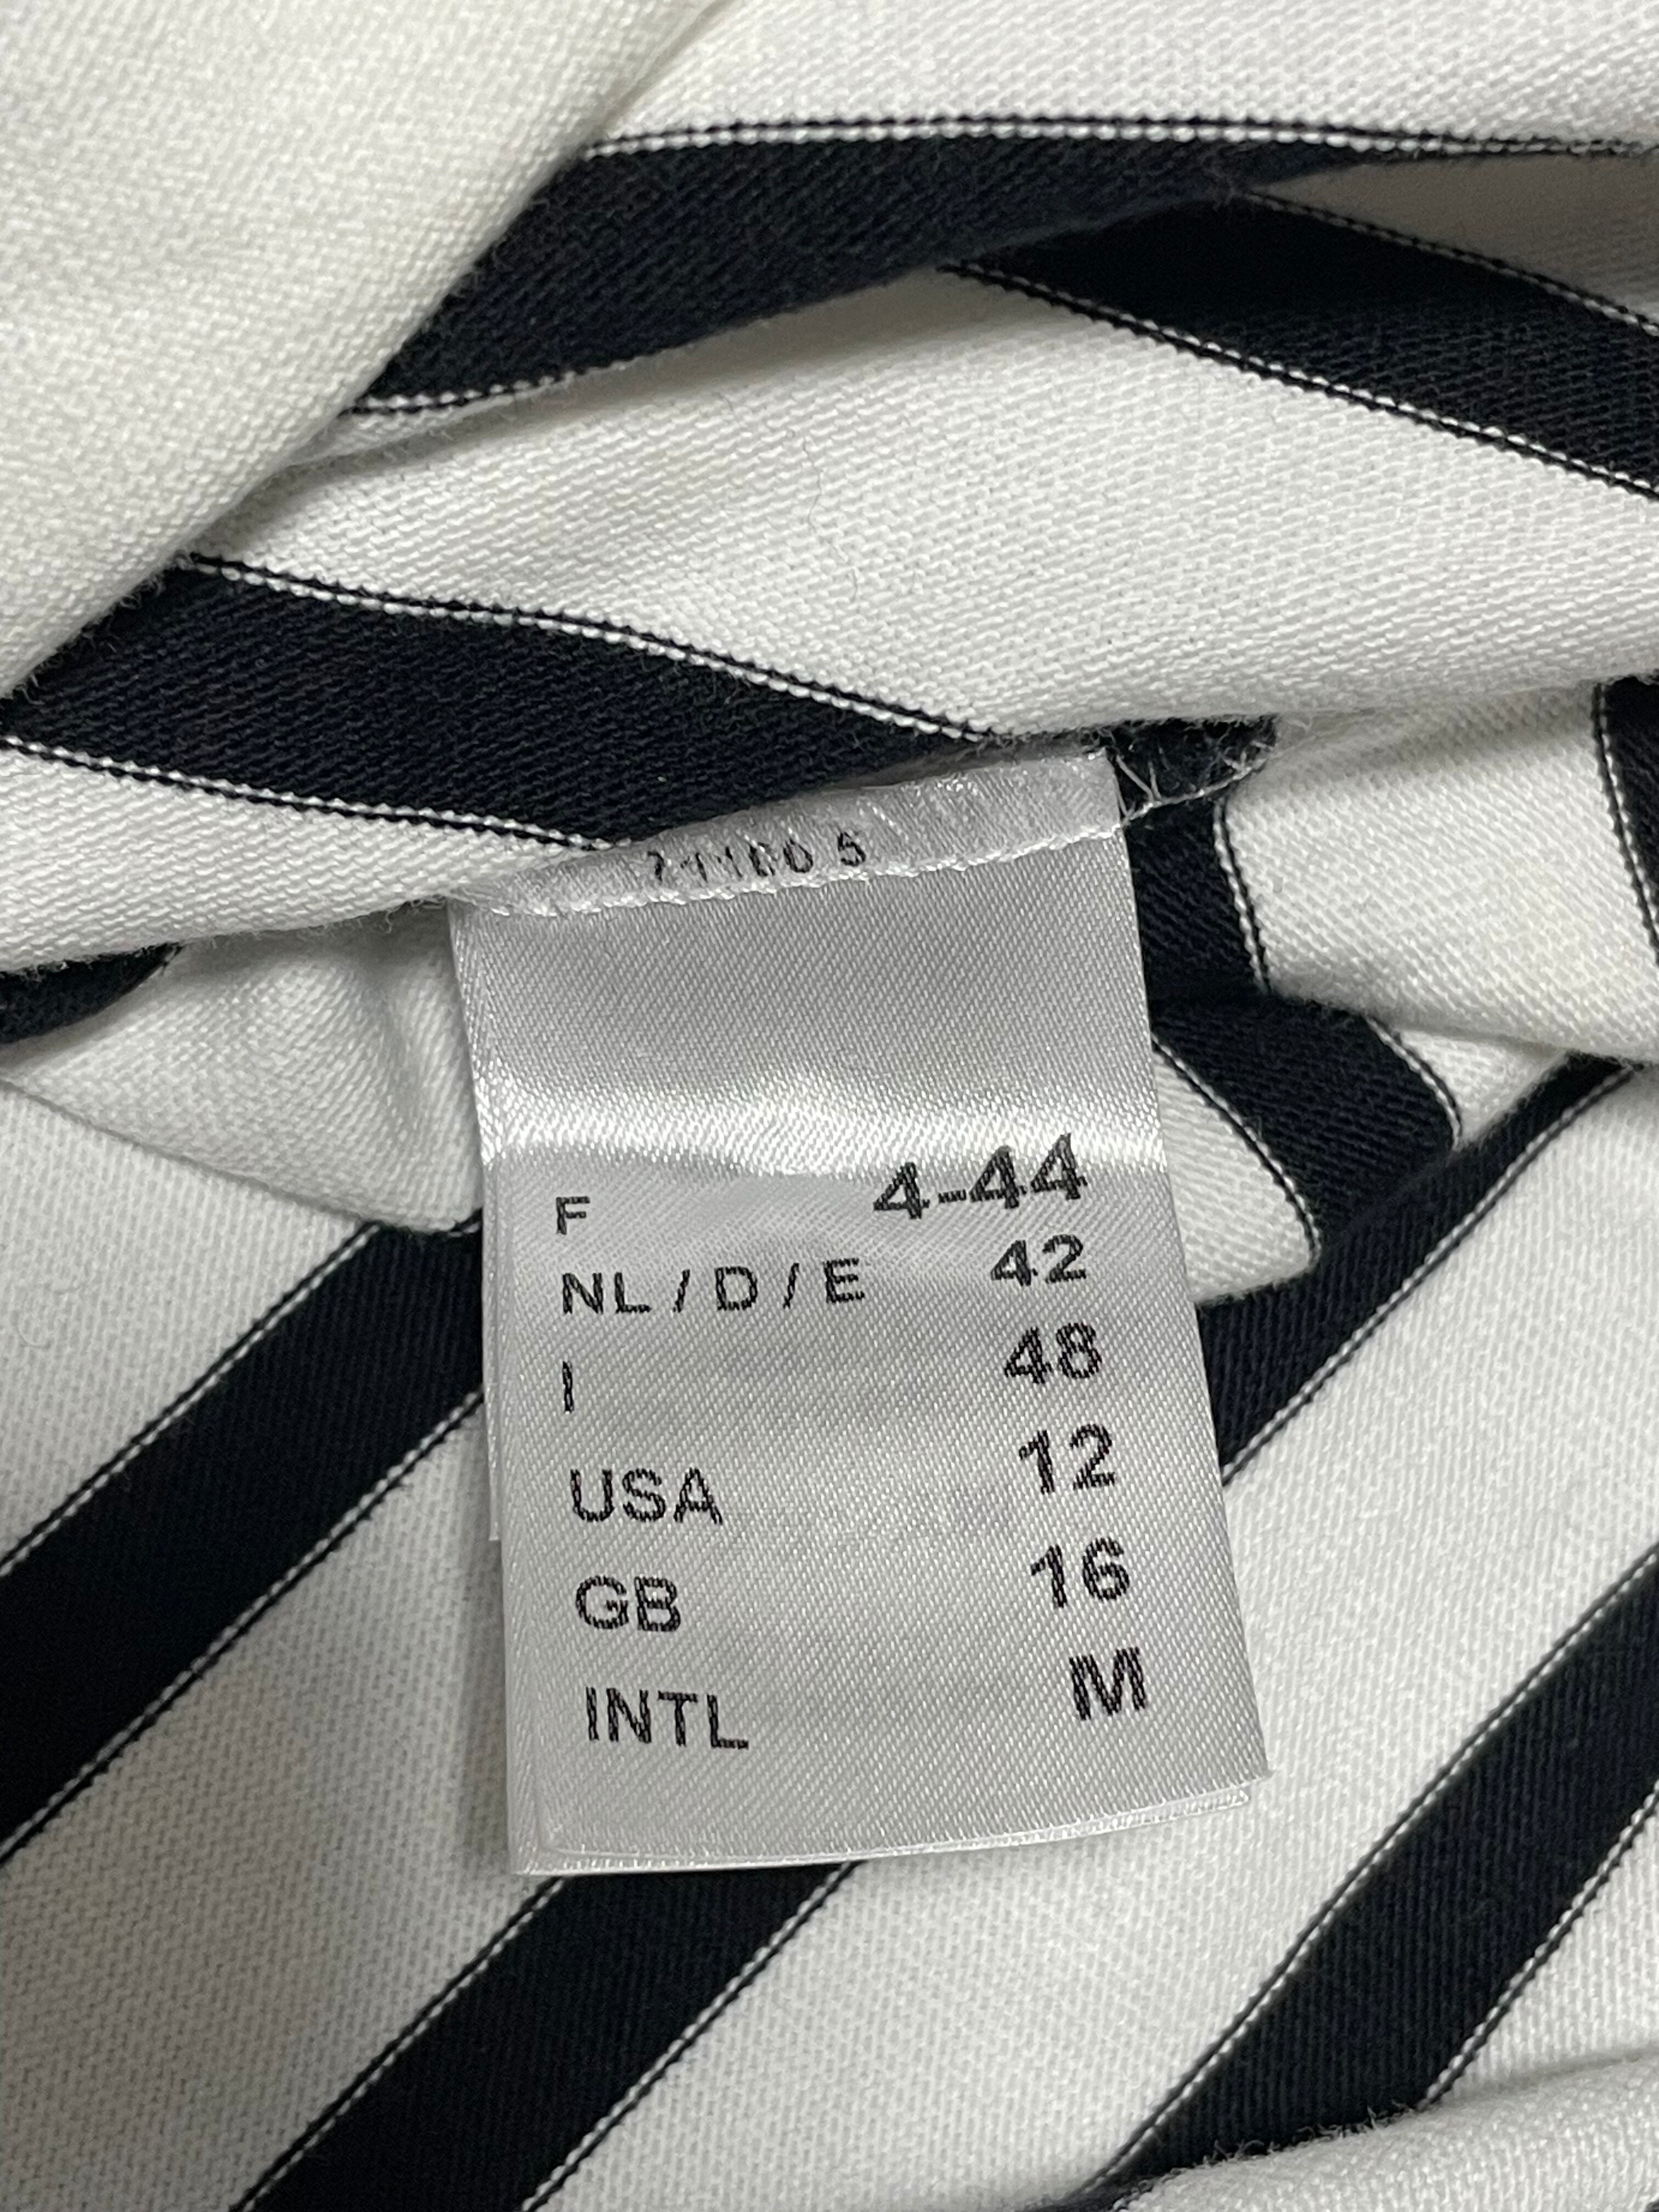 F 4-44
NL / D / E 42
I 48
USA 12
GB 16
INTL M